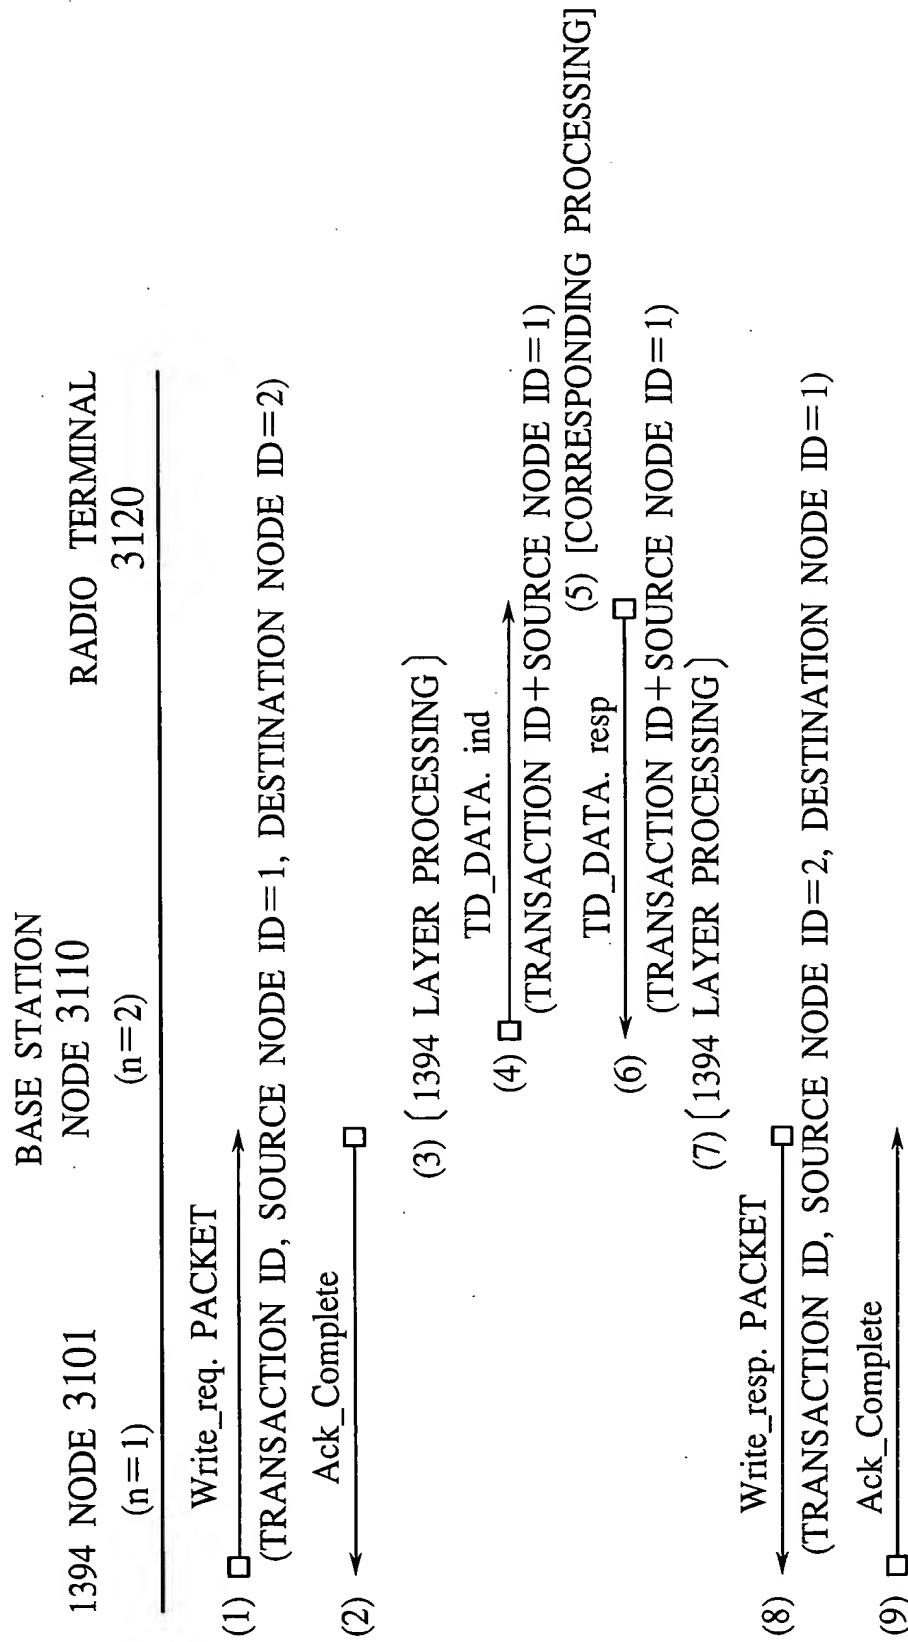 1394 NODE 3101
(n=1)
BASE STATION
NODE 3110
(n=2)
RADIO TERMINAL
3120
(1)
Write_req. PACKET
(TRANSACTION ID, SOURCE NODE ID=1, DESTINATION NODE ID=2)
(2)
Ack_Complete
(3) (1394 LAYER PROCESSING)
(4)
TD_DATA. ind
(TRANSACTION ID+SOURCE NODE ID=1)
(5) [CORRESPONDING PROCESSING]
(6)
TD_DATA. resp
(TRANSACTION ID+SOURCE NODE ID=1)
(7) (1394 LAYER PROCESSING)
(8)
Write_resp. PACKET
(TRANSACTION ID, SOURCE NODE ID=2, DESTINATION NODE ID=1)
(9)
Ack_Complete